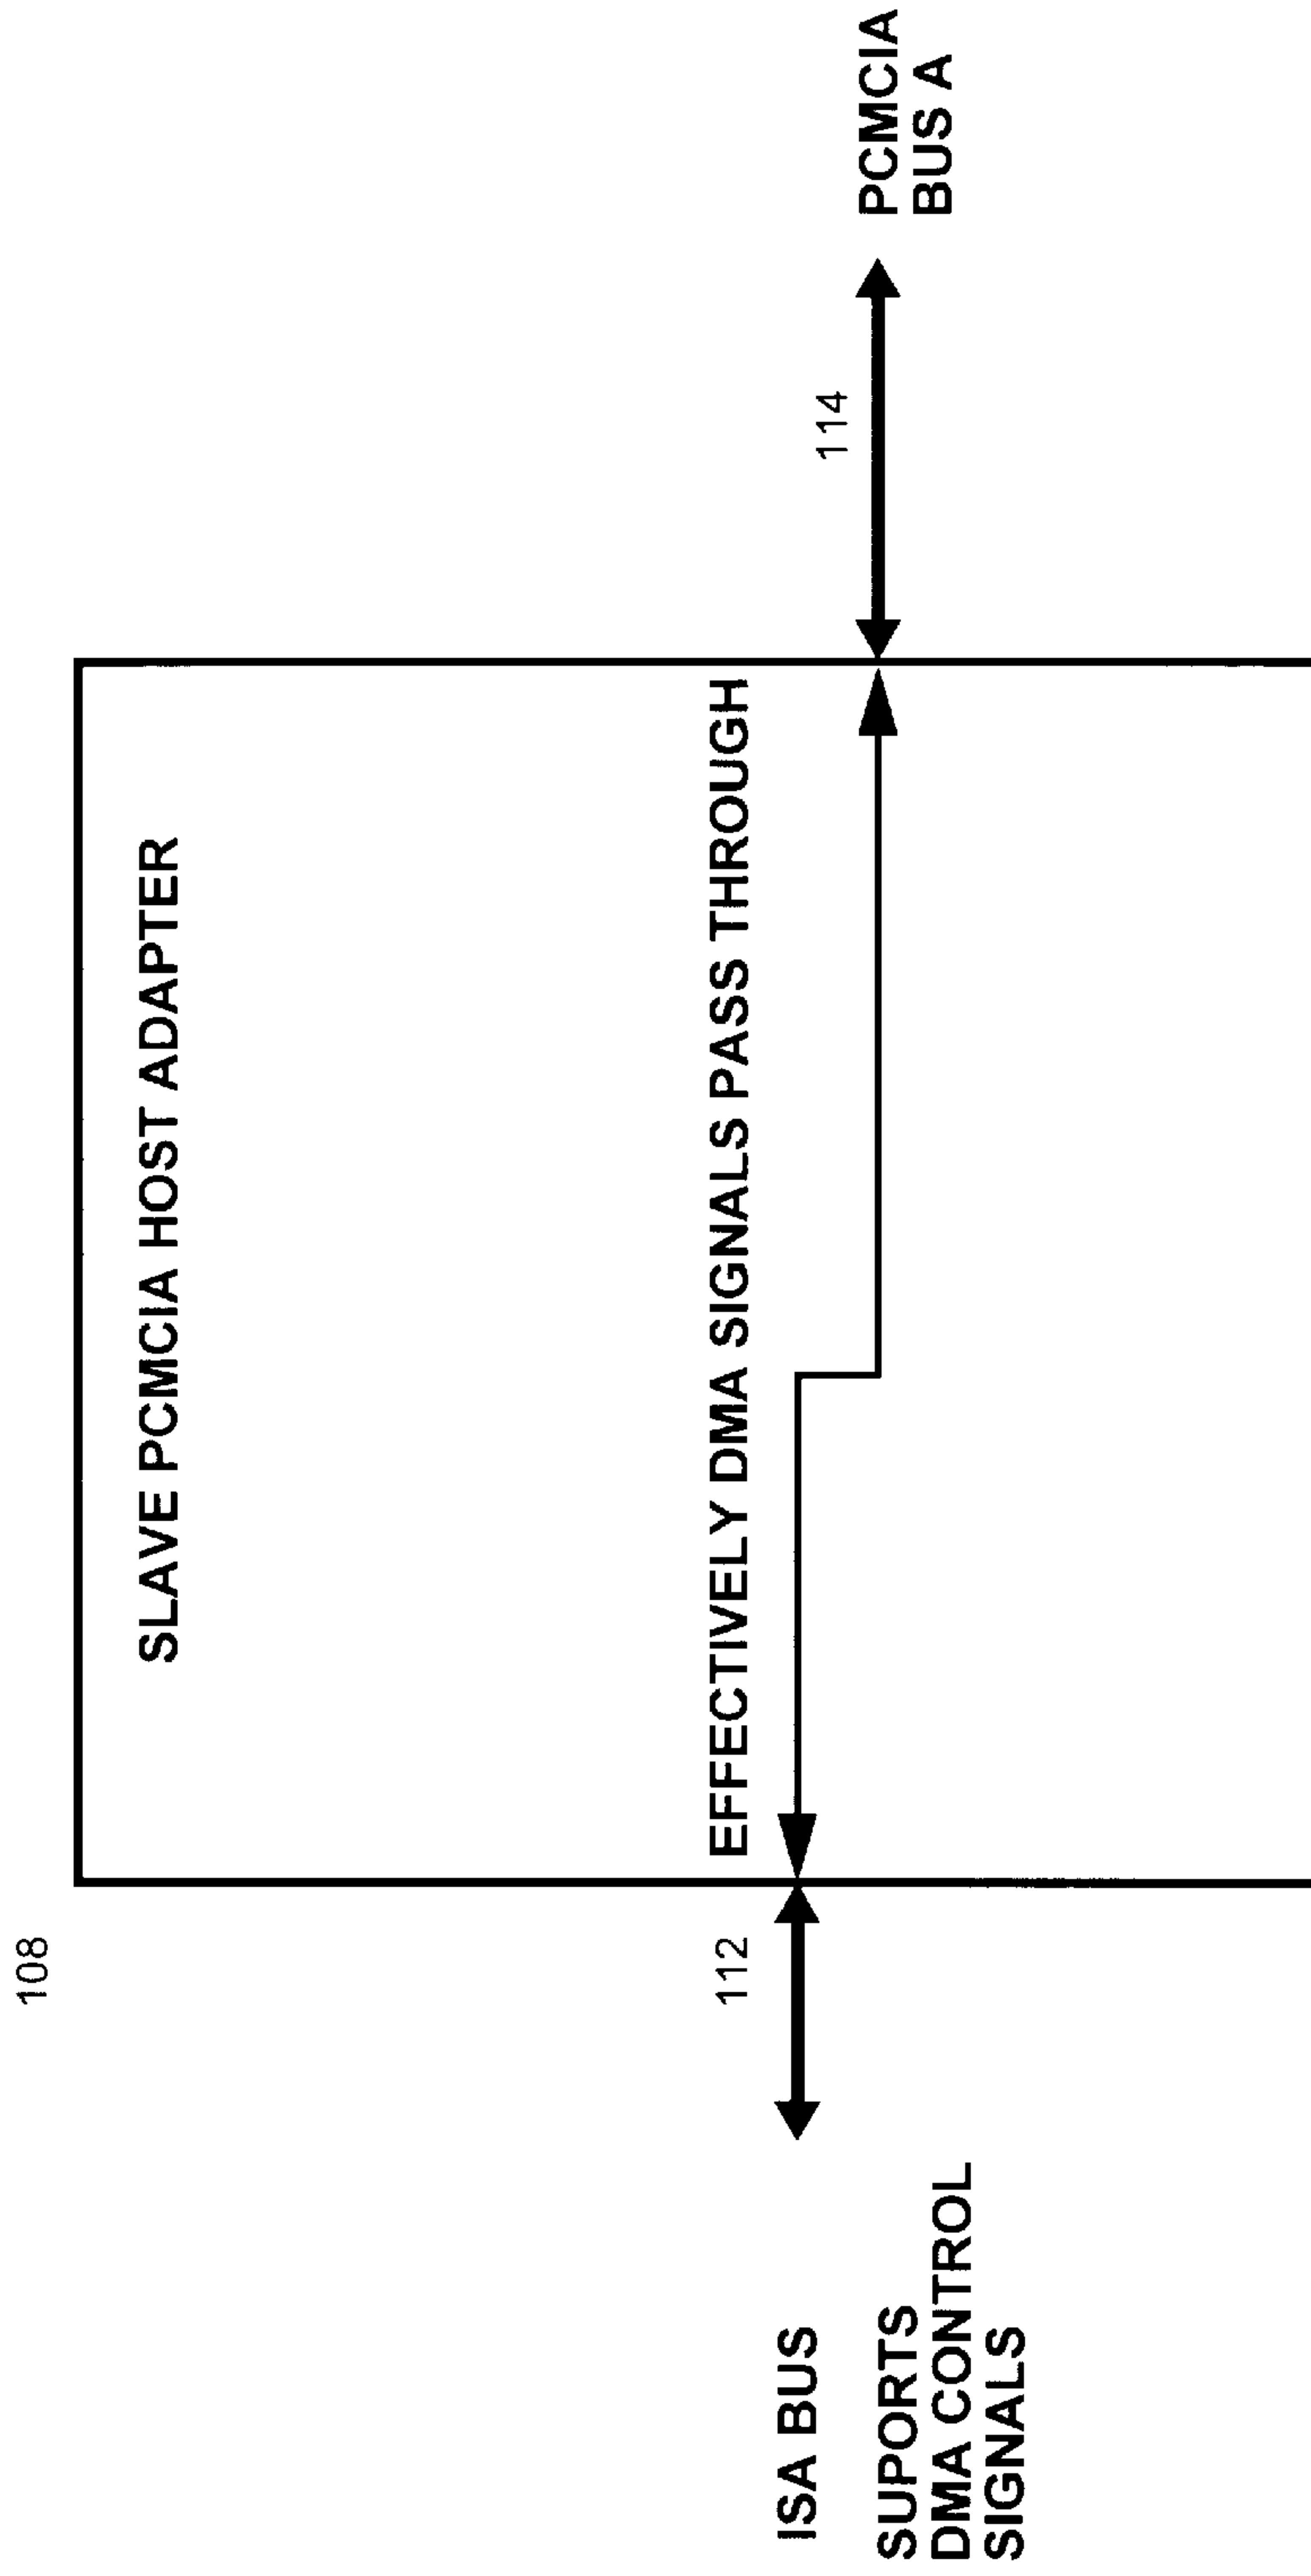 108
SLAVE PCMCIA HOST ADAPTER
EFFECTIVELY DMA SIGNALS PASS THROUGH
112
ISA BUS
SUPORTS
DMA CONTROL
SIGNALS
114
PCMCIA
BUS A